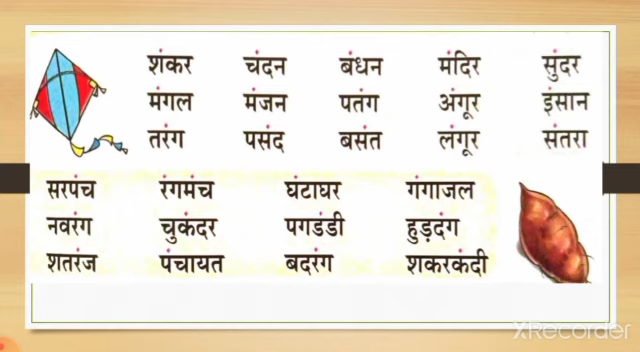 शंकर चंदन बंधन मंदिर सुंदर
मंगल मंजन पतंग अंगूर इंसान
तरंग पसंद बसंत लंगूर संतरा
सरपंच रंगमंच घंटाघर गंगाजल
नवरंग चुकंदर पगडंडी हुड़दंग
शतरंज पंचायत बदरंग शकरकंदी
XRecorder